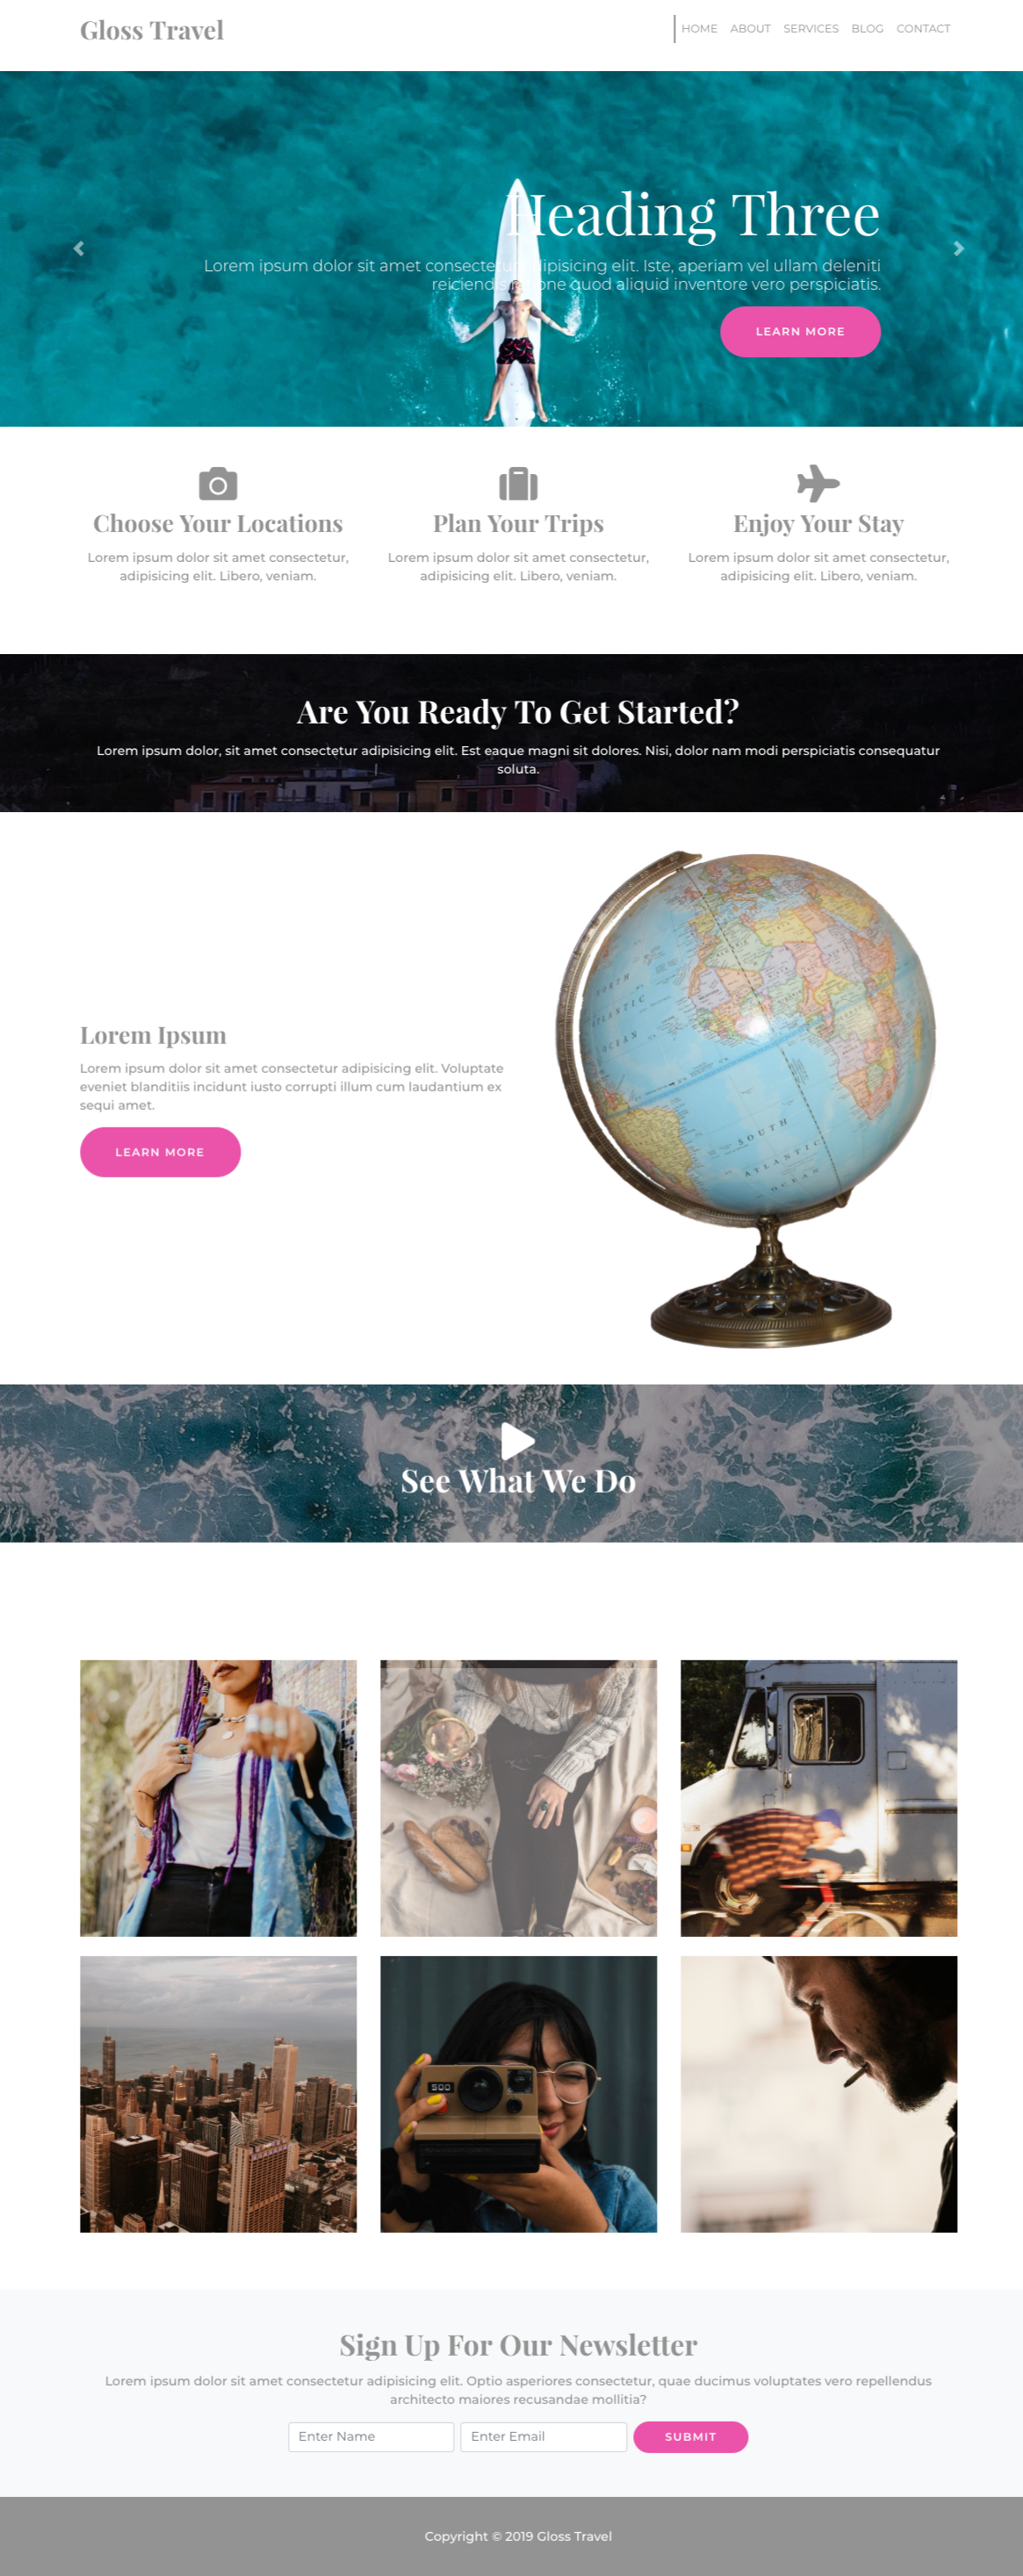 Gloss Travel
HOME ABOUT SERVICES BLOG CONTACT
Heading Three
Lorem ipsum dolor sit amet consectetur adipisicing elit. Iste, aperiam vel ullam deleniti
reiciendis ratione quod aliquid inventore vero perspiciatis.
LEARN MORE
Choose Your Locations
Lorem ipsum dolor sit amet consectetur,
adipisicing elit. Libero, veniam.
Plan Your Trips
Lorem ipsum dolor sit amet consectetur,
adipisicing elit. Libero, veniam.
Enjoy Your Stay
Lorem ipsum dolor sit amet consectetur,
adipisicing elit. Libero, veniam.
Are You Ready To Get Started?
Lorem ipsum dolor, sit amet consectetur adipisicing elit. Est eaque magni sit dolores. Nisi, dolor nam modi perspiciatis consequatur
soluta.
Lorem Ipsum
Lorem ipsum dolor sit amet consectetur adipisicing elit. Voluptate
eveniet blanditiis incidunt iusto corrupti illum cum laudantium ex
sequi amet.
LEARN MORE
NORTH
ATLANTIC
OCEAN
SOUTH
ATLANTIC
OCEAN
See What We Do
500
Sign Up For Our Newsletter
Lorem ipsum dolor sit amet consectetur adipisicing elit. Optio asperiores consectetur, quae ducimus voluptates vero repellendus
architecto maiores recusandae mollitia?
Enter Name
Enter Email
SUBMIT
Copyright © 2019 Gloss Travel